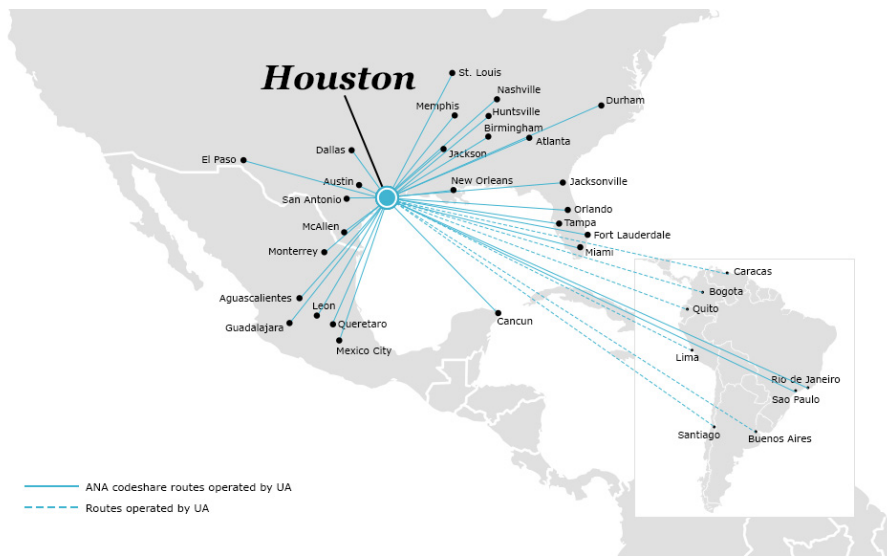 St. Louis
Houston
Nashville
Durham
Memphis
Huntsville
Birmingham
Atlanta
Dallas
Jackson
El Paso
Austin
New Orleans
Jacksonville
San Antonio
Orlando
McAllen
Tampa
Fort Lauderdale
Monterrey
Miami
Caracas
Bogota
Aguascalientes
Leon
Quito
Guadalajara
Queretaro
Cancun
Mexico City
Lima
Rio de Janeiro
Sao Paulo
Santiago
Buenos Aires
ANA codeshare routes operated by UA
Routes operated by UA